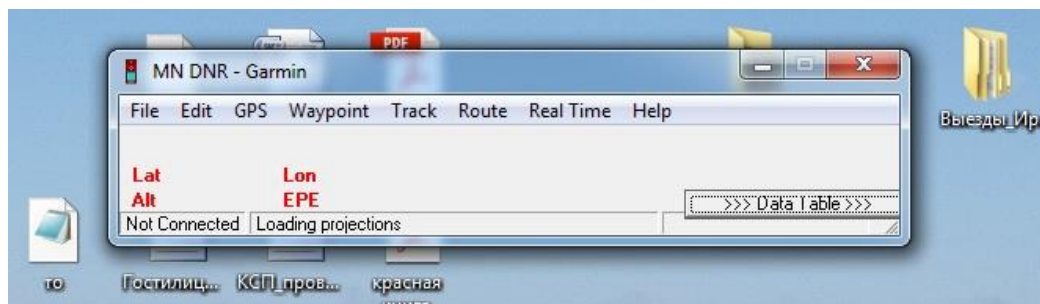 PDF
MN DNR - Garmin
File Edit GPS Waypoint Track Route Real Time Help
Lat Lon
Alt EPE
>>> Data Table >>>
Not Connected Loading projections
Выезды_Ир
то Гостилиц... КСП_пров... красная